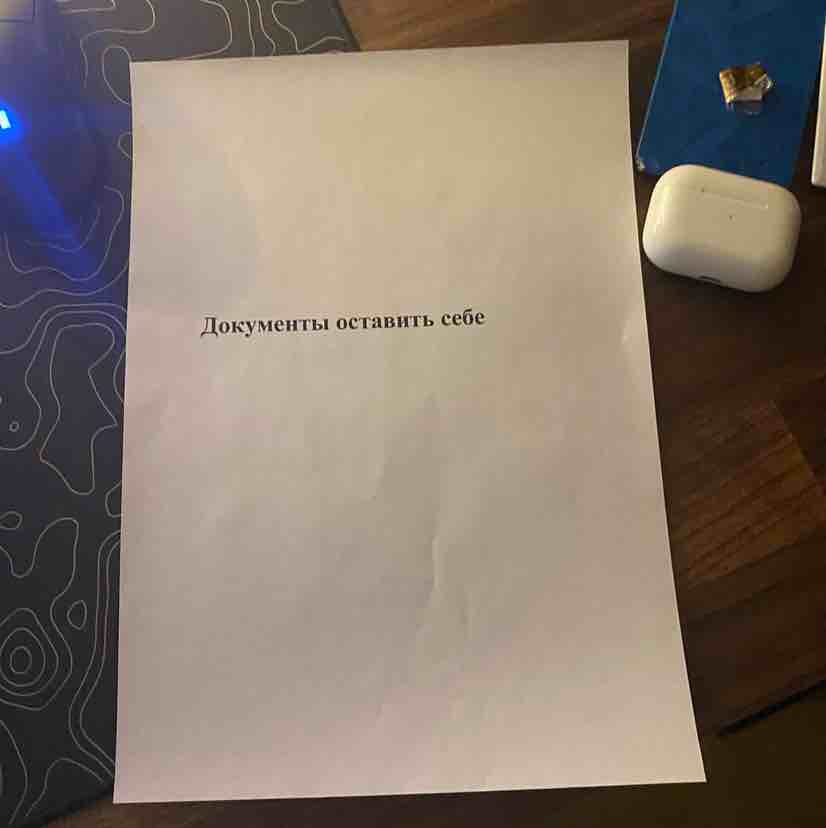 Документы оставить себе